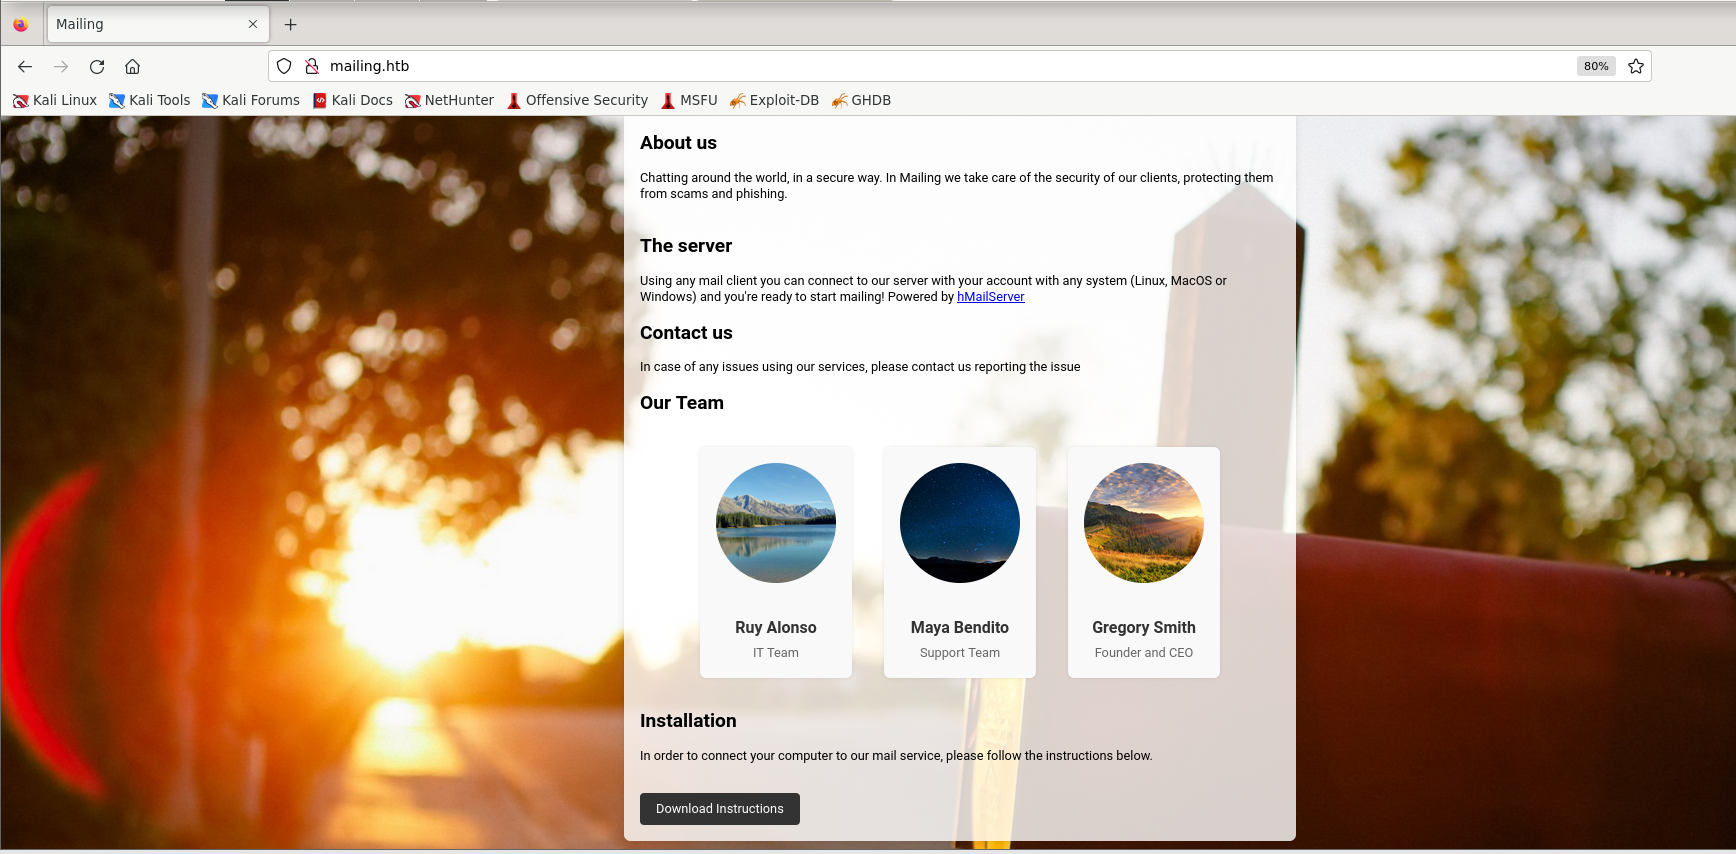 Mailing
mailing.htb
80%
Kali Linux Kali Tools Kali Forums Kali Docs NetHunter Offensive Security MSFU Exploit-DB GHDB
About us
Chatting around the world, in a secure way. In Mailing we take care of the security of our clients, protecting them
from scams and phishing.
The server
Using any mail client you can connect to our server with your account with any system (Linux, MacOS or
Windows) and you're ready to start mailing! Powered by hMailServer
Contact us
In case of any issues using our services, please contact us reporting the issue
Our Team
Ruy Alonso
IT Team
Maya Bendito
Support Team
Gregory Smith
Founder and CEO
Installation
In order to connect your computer to our mail service, please follow the instructions below.
Download Instructions